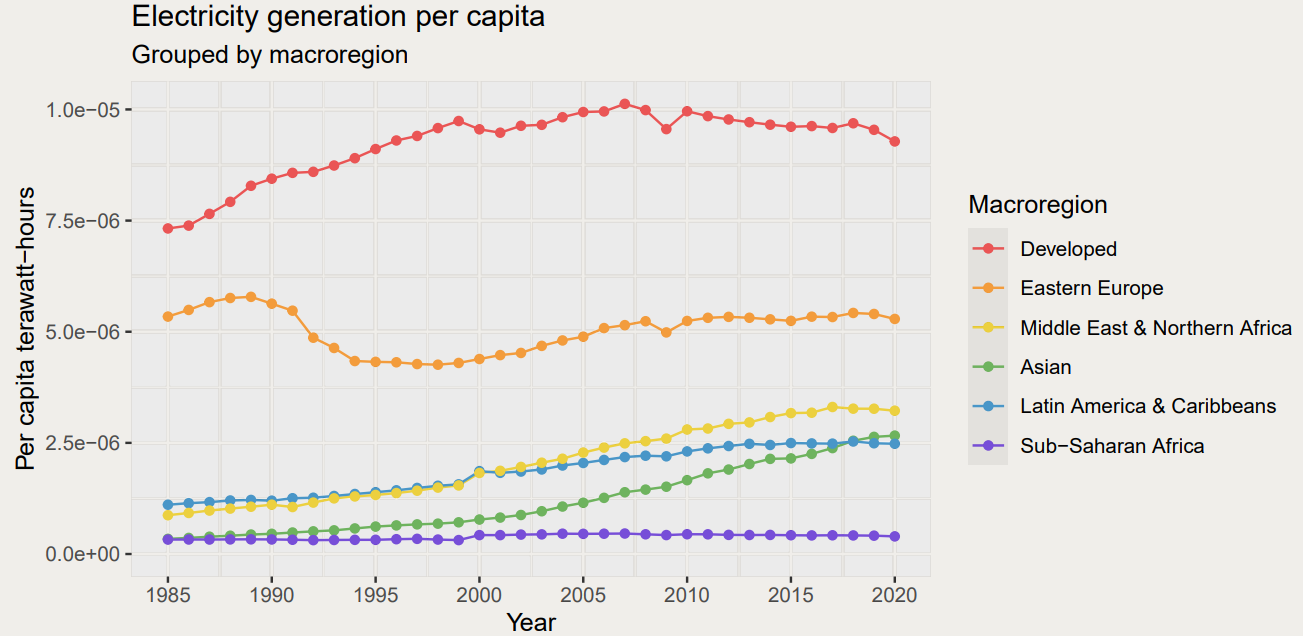 Electricity generation per capita
Grouped by macroregion
Per capita terawatt−hours
1.0e−05
7.5e−06
5.0e−06
2.5e−06
0.0e+00
1985 1990 1995 2000 2005 2010 2015 2020
Year
Macroregion
Developed
Eastern Europe
Middle East & Northern Africa
Asian
Latin America & Caribbeans
Sub−Saharan Africa